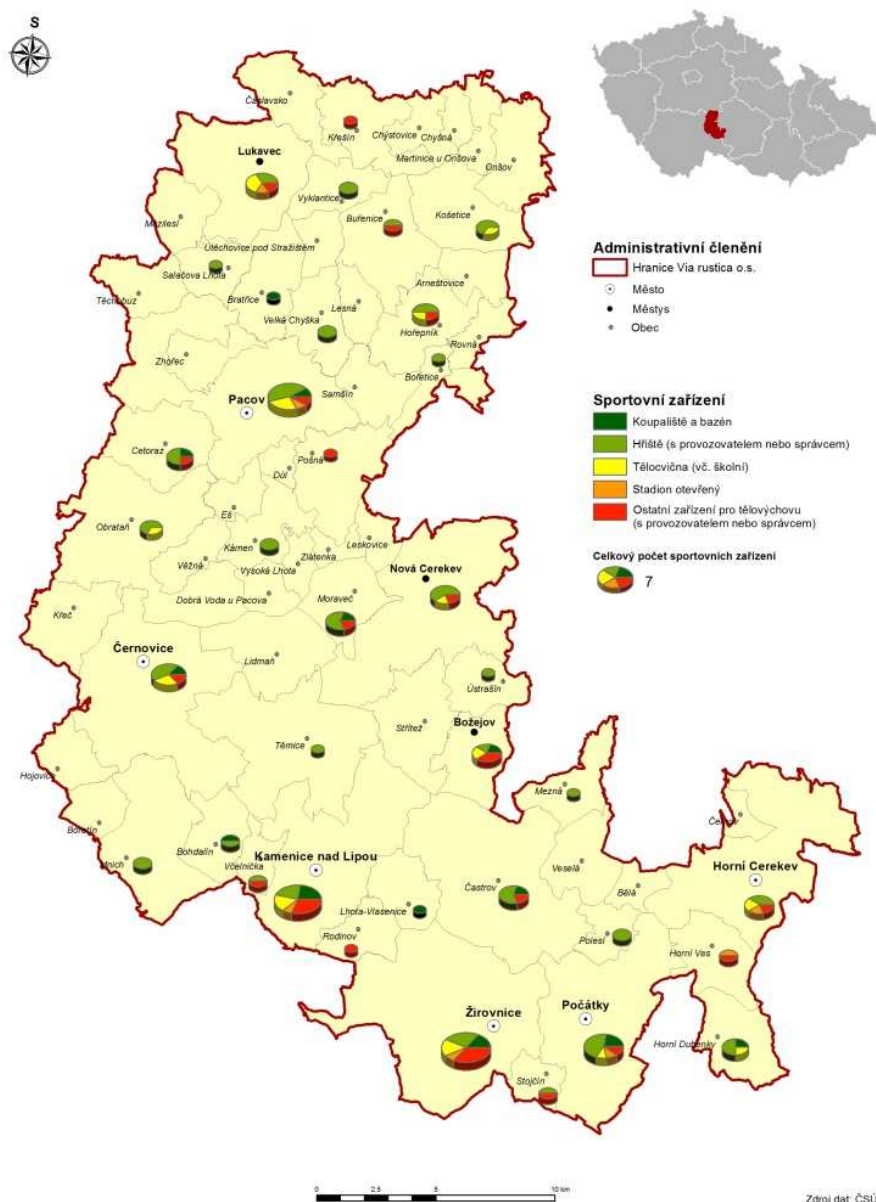 S
Čáslavsko
Křešín
Chýstovice
Chyšná
Lukavec
Martinice u Onšova
Onšov
Vyklantice
Buřenice
Košetice
Mezilesí
Útěchovice pod Stražištěm
Salačova Lhota
Arneštovice
Těchobuz
Bratřice
Lesná
Velká Chyška
Hořepník
Rovná
Zhořec
Bořetice
Pacov
Samšín
Cetoraz
Pošná
Důl
Eš
Obrataň
Kámen
Leskovice
Zlátenka
Věžná
Vysoká Lhota
Nová Cerekev
Dobrá Voda u Pacova
Moraveč
Křeč
Černovice
Lidmaň
Ústrašín
Střítež
Božejov
Těmice
Hojovice
Mezná
Čejkov
Boratín
Mnich
Bohdalín
Včelnička
Kamenice nad Lipou
Veselá
Horní Cerekev
Častrov
Bělá
Lhota-Vlasenice
Rodinov
Polesí
Horní Ves
Žirovnice
Počátky
Horní Dubenky
Stojčín
Administrativní členění
Hranice Via rustica o.s.
Město
Městys
Obec
Sportovní zařízení
Koupaliště a bazén
Hřiště (s provozovatelem nebo správcem)
Tělocvična (vč. školní)
Stadion otevřený
Ostatní zařízení pro tělovýchovu
(s provozovatelem nebo správcem)
Celkový počet sportovních zařízení
7
0 2,5 5 10 km
Zdroj dat: ČSÚ